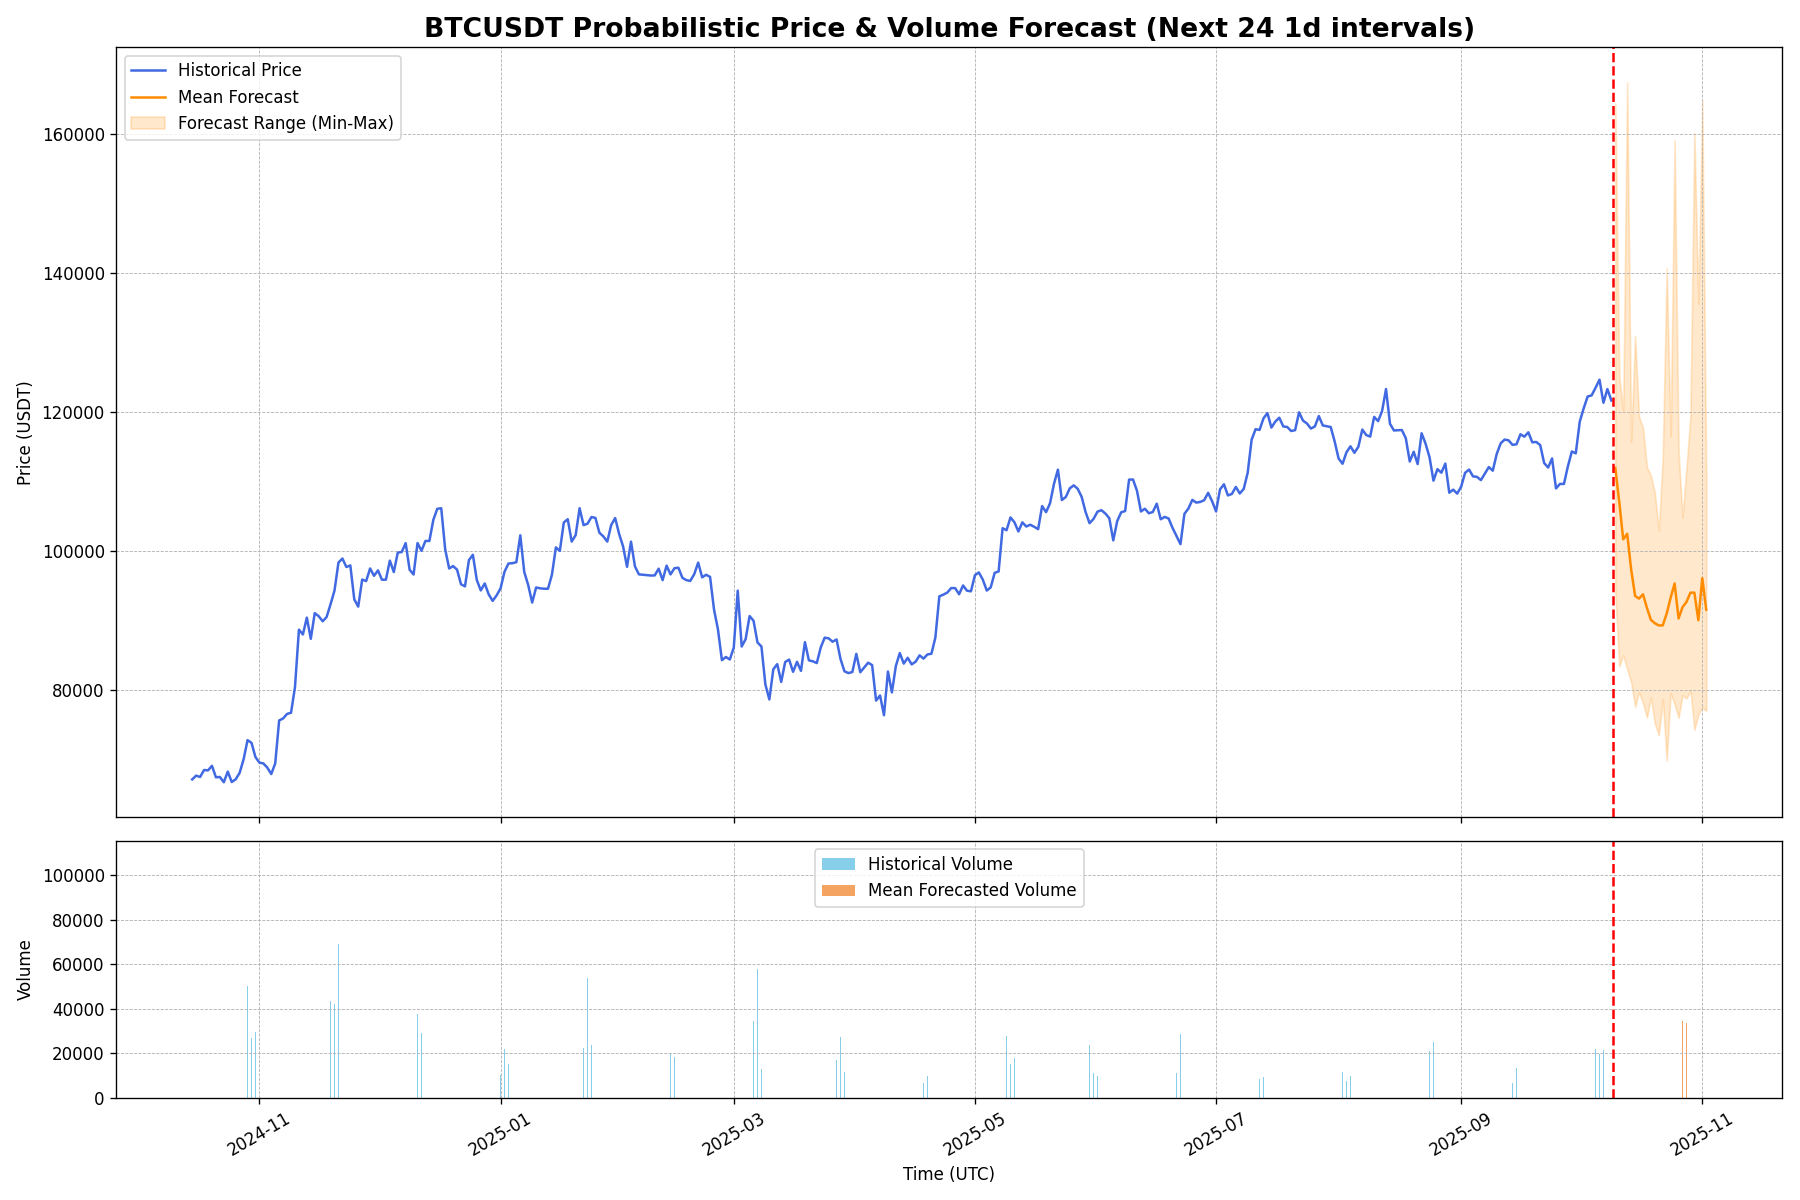 BTCUSDT Probabilistic Price & Volume Forecast (Next 24 1d intervals)
Historical Price
Mean Forecast
Forecast Range (Min-Max)
160000
140000
120000
100000
80000
Price (USDT)
Historical Volume
Mean Forecasted Volume
100000
80000
60000
40000
20000
0
Volume
2024-11
2025-01
2025-03
2025-05
2025-07
2025-09
2025-11
Time (UTC)